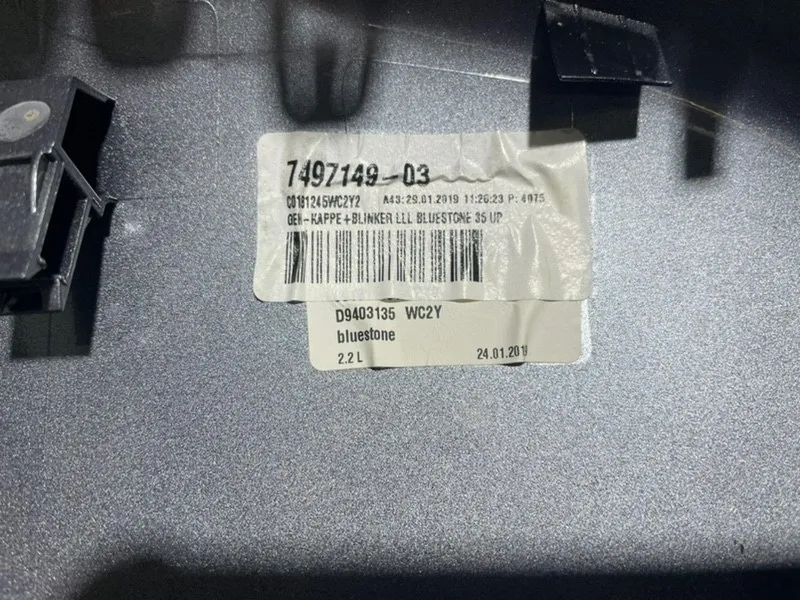 7497149-03
C0181245WC2Y2 A43: 29.01.2019 11:26:23 P: 4975
GEH-KAPPE+BLINKER LLL BLUESTONE 35 UP
D9403135 WC2Y
bluestone
2.2 L 24.01.2019